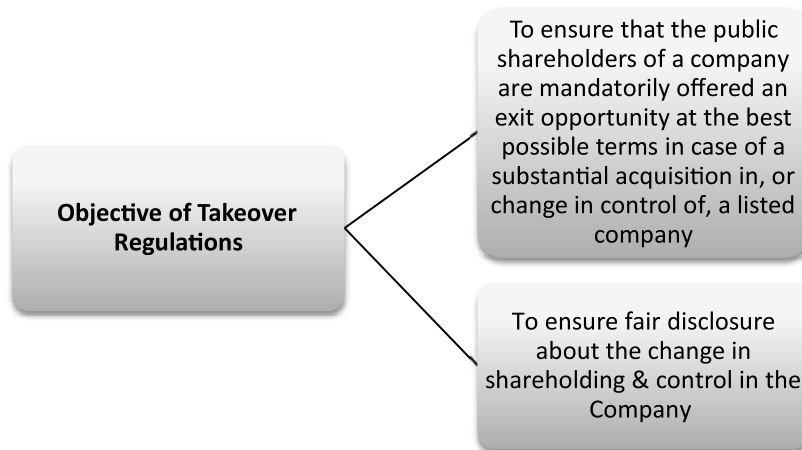 Objective of Takeover
Regulations
To ensure that the public
shareholders of a company
are mandatorily offered an
exit opportunity at the best
possible terms in case of a
substantial acquisition in, or
change in control of, a listed
company
To ensure fair disclosure
about the change in
shareholding & control in the
Company